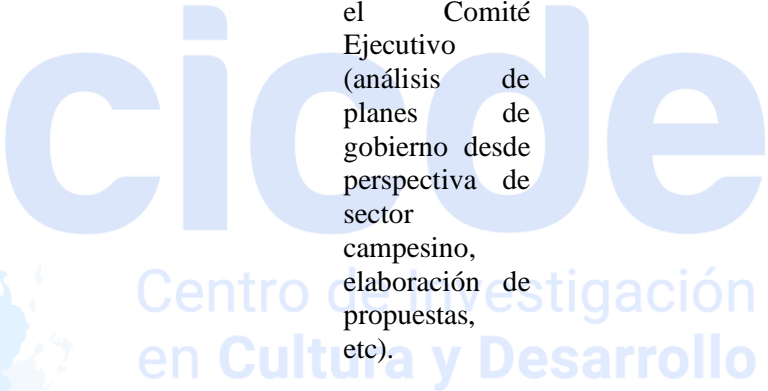 el Comité
Ejecutivo
(análisis de
planes de
gobierno desde
perspectiva de
sector
campesino,
elaboración de
propuestas,
etc).
cicde
Centro de Investigación
en Cultura y Desarrollo